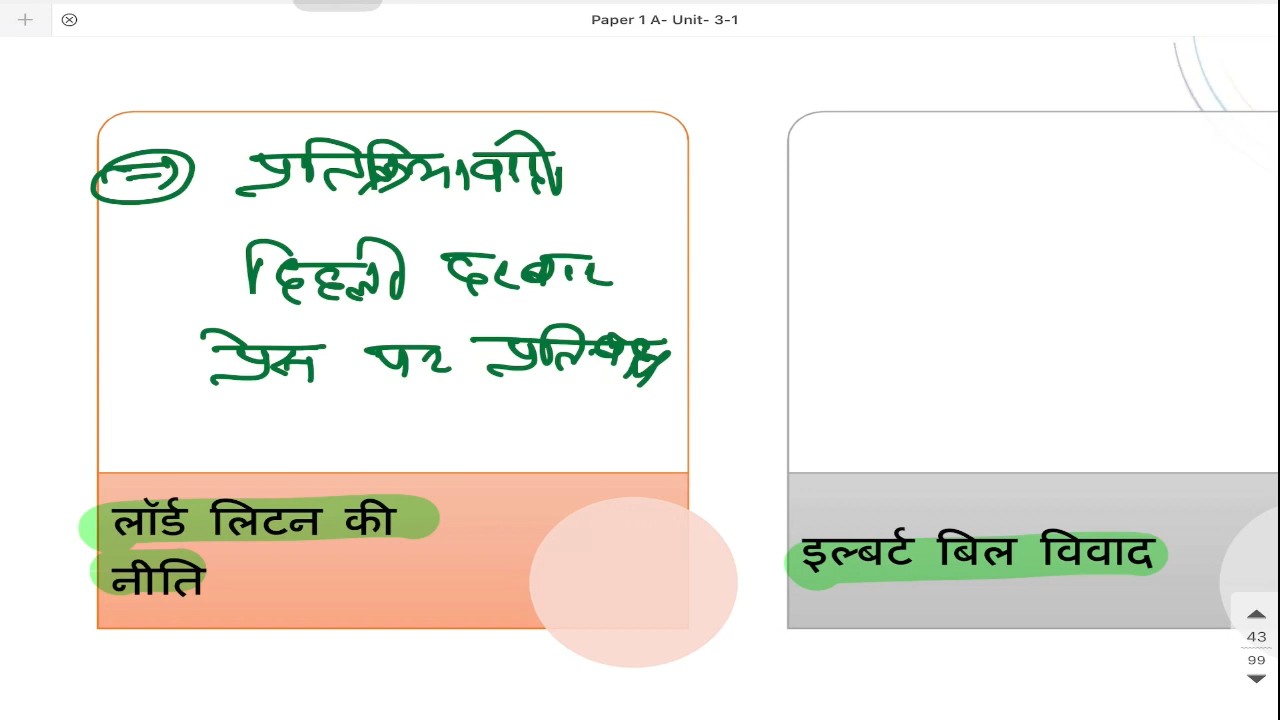 Paper 1 A- Unit- 3-1
⇒ प्रतिक्रियावादी
दिल्ली दरबार
प्रेस पर प्रतिबंध
लॉर्ड लिटन की
नीति
इल्बर्ट बिल विवाद
43
99